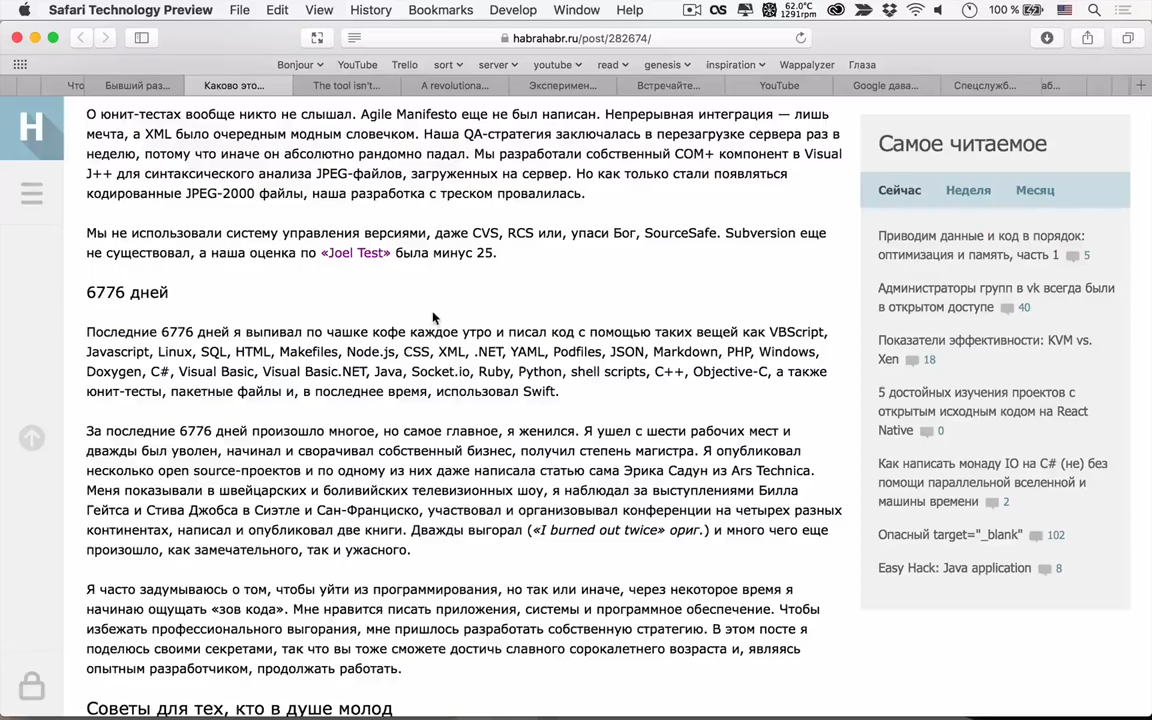 Safari Technology Preview File Edit View History Bookmarks Develop Window Help OS 62.0°C 1291rpm 100 %
habrahabr.ru/post/282674/
Bonjour YouTube Trello sort server youtube read genesis inspiration Wappalyzer Глаза
Что Бывший раз... Каково это... The tool isn't... A revolutiona... Эксперимен... Встречайте... YouTube Google дава... Спецслужб... аб...
H
О юнит-тестах вообще никто не слышал. Agile Manifesto еще не был написан. Непрерывная интеграция — лишь
мечта, а XML было очередным модным словечком. Наша QA-стратегия заключалась в перезагрузке сервера раз в
неделю, потому что иначе он абсолютно рандомно падал. Мы разработали собственный COM+ компонент в Visual
J++ для синтаксического анализа JPEG-файлов, загруженных на сервер. Но как только стали появляться
кодированные JPEG-2000 файлы, наша разработка с треском провалилась.
Мы не использовали систему управления версиями, даже CVS, RCS или, упаси Бог, SourceSafe. Subversion еще
не существовал, а наша оценка по «Joel Test» была минус 25.
6776 дней
Последние 6776 дней я выпивал по чашке кофе каждое утро и писал код с помощью таких вещей как VBScript,
Javascript, Linux, SQL, HTML, Makefiles, Node.js, CSS, XML, .NET, YAML, Podfiles, JSON, Markdown, PHP, Windows,
Doxygen, C#, Visual Basic, Visual Basic.NET, Java, Socket.io, Ruby, Python, shell scripts, C++, Objective-C, а также
юнит-тесты, пакетные файлы и, в последнее время, использовал Swift.
За последние 6776 дней произошло многое, но самое главное, я женился. Я ушел с шести рабочих мест и
дважды был уволен, начинал и сворачивал собственный бизнес, получил степень магистра. Я опубликовал
несколько open source-проектов и по одному из них даже написала статью сама Эрика Садун из Ars Technica.
Меня показывали в швейцарских и боливийских телевизионных шоу, я наблюдал за выступлениями Билла
Гейтса и Стива Джобса в Сиэтле и Сан-Франциско, участвовал и организовывал конференции на четырех разных
континентах, написал и опубликовал две книги. Дважды выгорал («I burned out twice» ориг.) и много чего еще
произошло, как замечательного, так и ужасного.
Я часто задумываюсь о том, чтобы уйти из программирования, но так или иначе, через некоторое время я
начинаю ощущать «зов кода». Мне нравится писать приложения, системы и программное обеспечение. Чтобы
избежать профессионального выгорания, мне пришлось разработать собственную стратегию. В этом посте я
поделюсь своими секретами, так что вы тоже сможете достичь славного сорокалетнего возраста и, являясь
опытным разработчиком, продолжать работать.
Советы для тех, кто в душе молод
Самое читаемое
Сейчас Неделя Месяц
Приводим данные и код в порядок:
оптимизация и память, часть 1 5
Администраторы групп в vk всегда были
в открытом доступе 40
Показатели эффективности: KVM vs.
Xen 18
5 достойных изучения проектов с
открытым исходным кодом на React
Native 0
Как написать монаду IO на C# (не) без
помощи параллельной вселенной и
машины времени 2
Опасный target="_blank" 102
Easy Hack: Java application 8